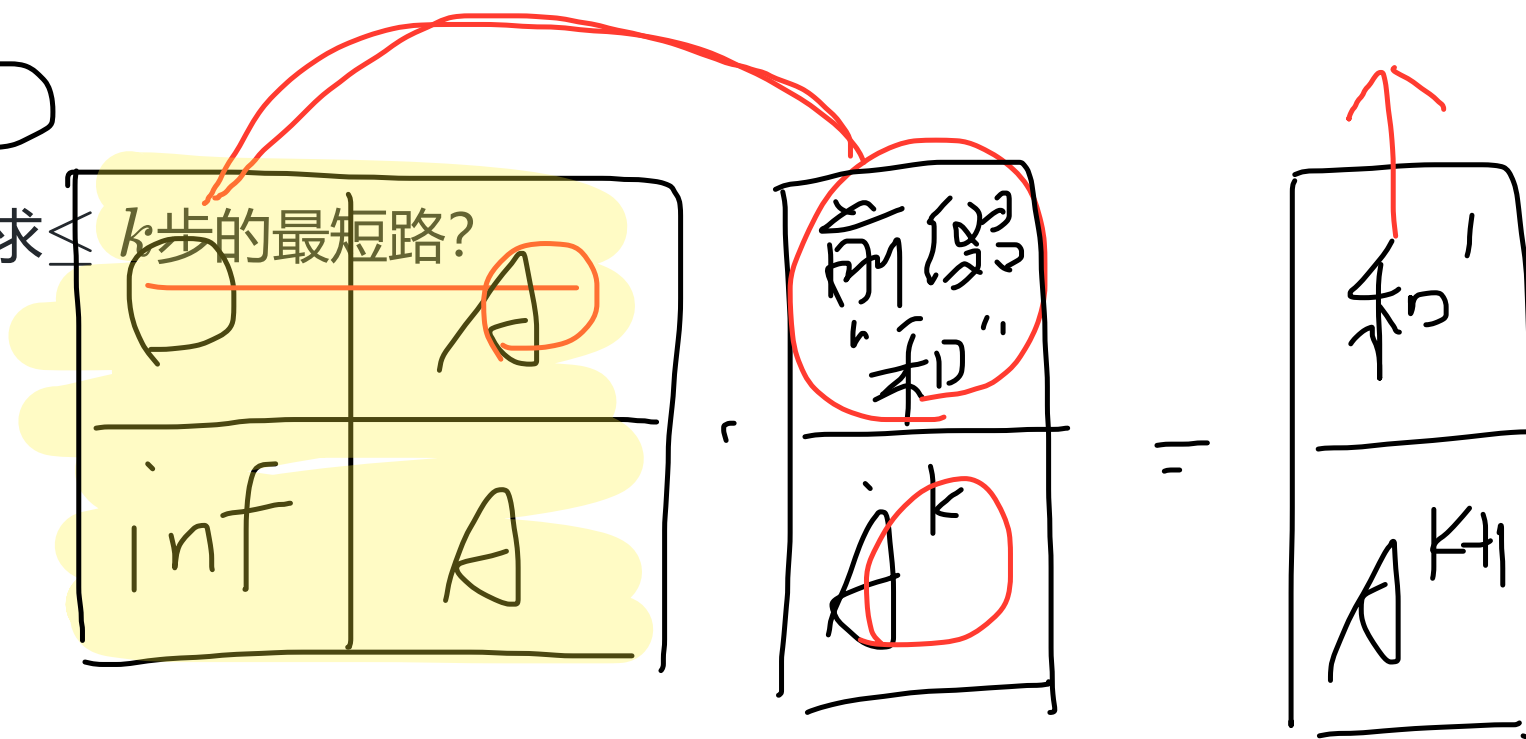 求≤ k步的最短路?
O A
inf A
前缀
"和"
A^k
=
和'
A^{k+1}